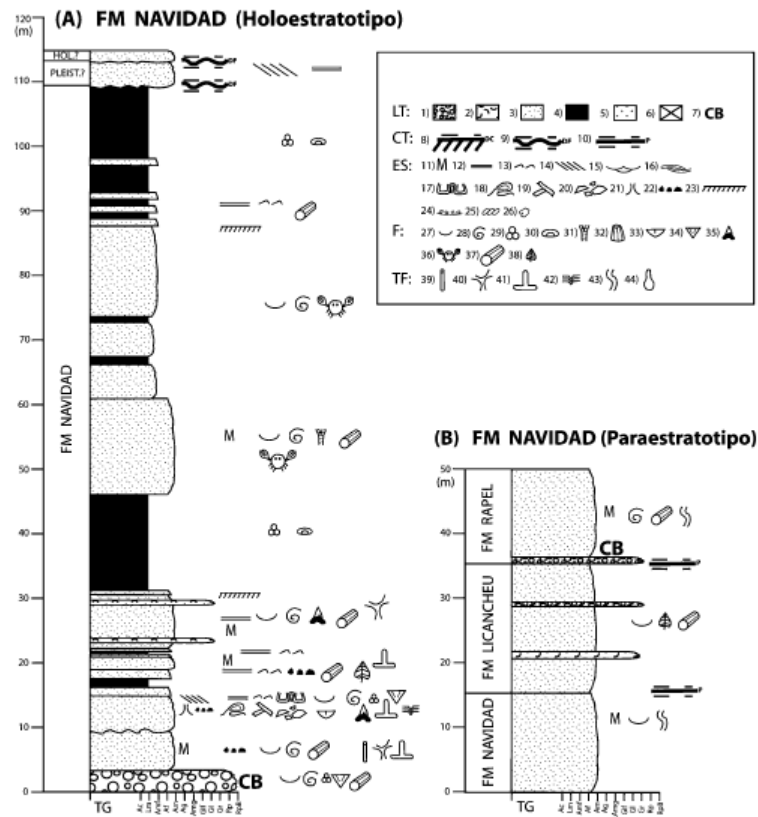 (A) FM NAVIDAD (Holoestratotipo)
120
(m)
HOL.?
PLEIST.?
110
100
90
80
70
60
50
40
30
20
10
0
FM NAVIDAD
M
M
M
M
CB
TG
LT: 1) 2) 3) 4) 5) 6) 7) CB
CT: 8) 9) 10)
ES: 11) M 12) 13) 14) 15) 16)
17) 18) 19) 20) 21) 22) 23)
24) 25) 26)
F: 27) 28) 29) 30) 31) 32) 33) 34) 35)
36) 37) 38)
TF: 39) 40) 41) 42) 43) 44)
(B) FM NAVIDAD (Paraestratotipo)
50
(m)
40
30
20
10
0
FM RAPEL
FM LICANCHEU
FM NAVIDAD
M
CB
M
TG